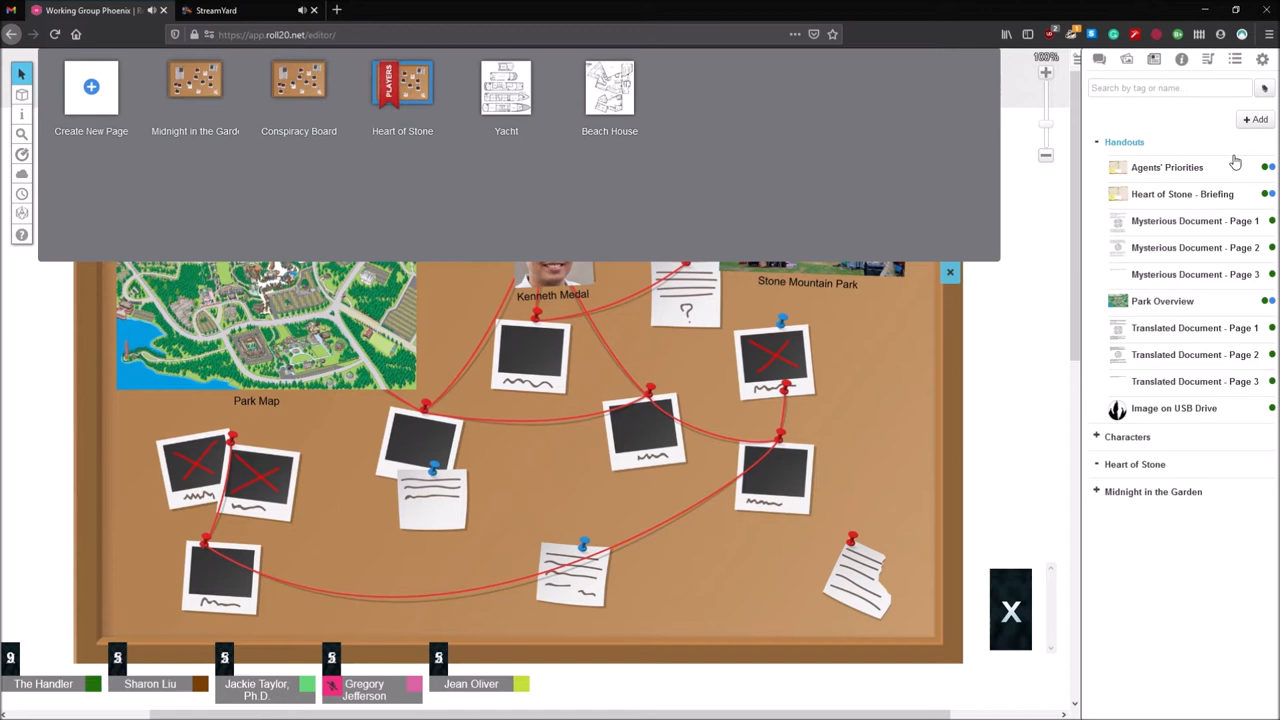 Working Group Phoenix | R
StreamYard
https://app.roll20.net/editor/
100%
Create New Page
Midnight in the Garde
Conspiracy Board
PLAYERS
Heart of Stone
Yacht
Beach House
Search by tag or name...
+ Add
Handouts
Agents' Priorities
Heart of Stone - Briefing
Mysterious Document - Page 1
Mysterious Document - Page 2
Mysterious Document - Page 3
Park Overview
Translated Document - Page 1
Translated Document - Page 2
Translated Document - Page 3
Image on USB Drive
Characters
Heart of Stone
Midnight in the Garden
Kenneth Medal
Stone Mountain Park
?
Park Map
X
The Handler
Sharon Liu
Jackie Taylor,
Ph.D.
Gregory
Jefferson
Jean Oliver